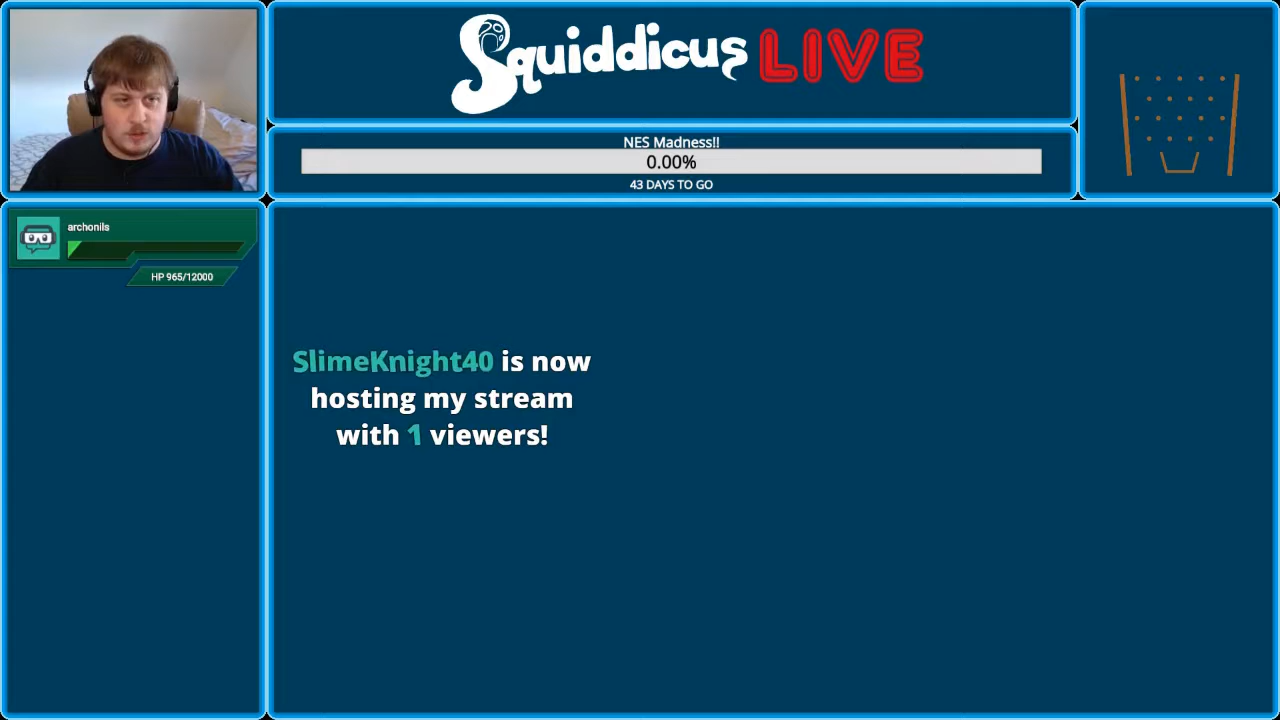 Squiddicus LIVE
NES Madness!!
0.00%
43 DAYS TO GO
archonils
HP 965/12000
SlimeKnight40 is now
hosting my stream
with 1 viewers!